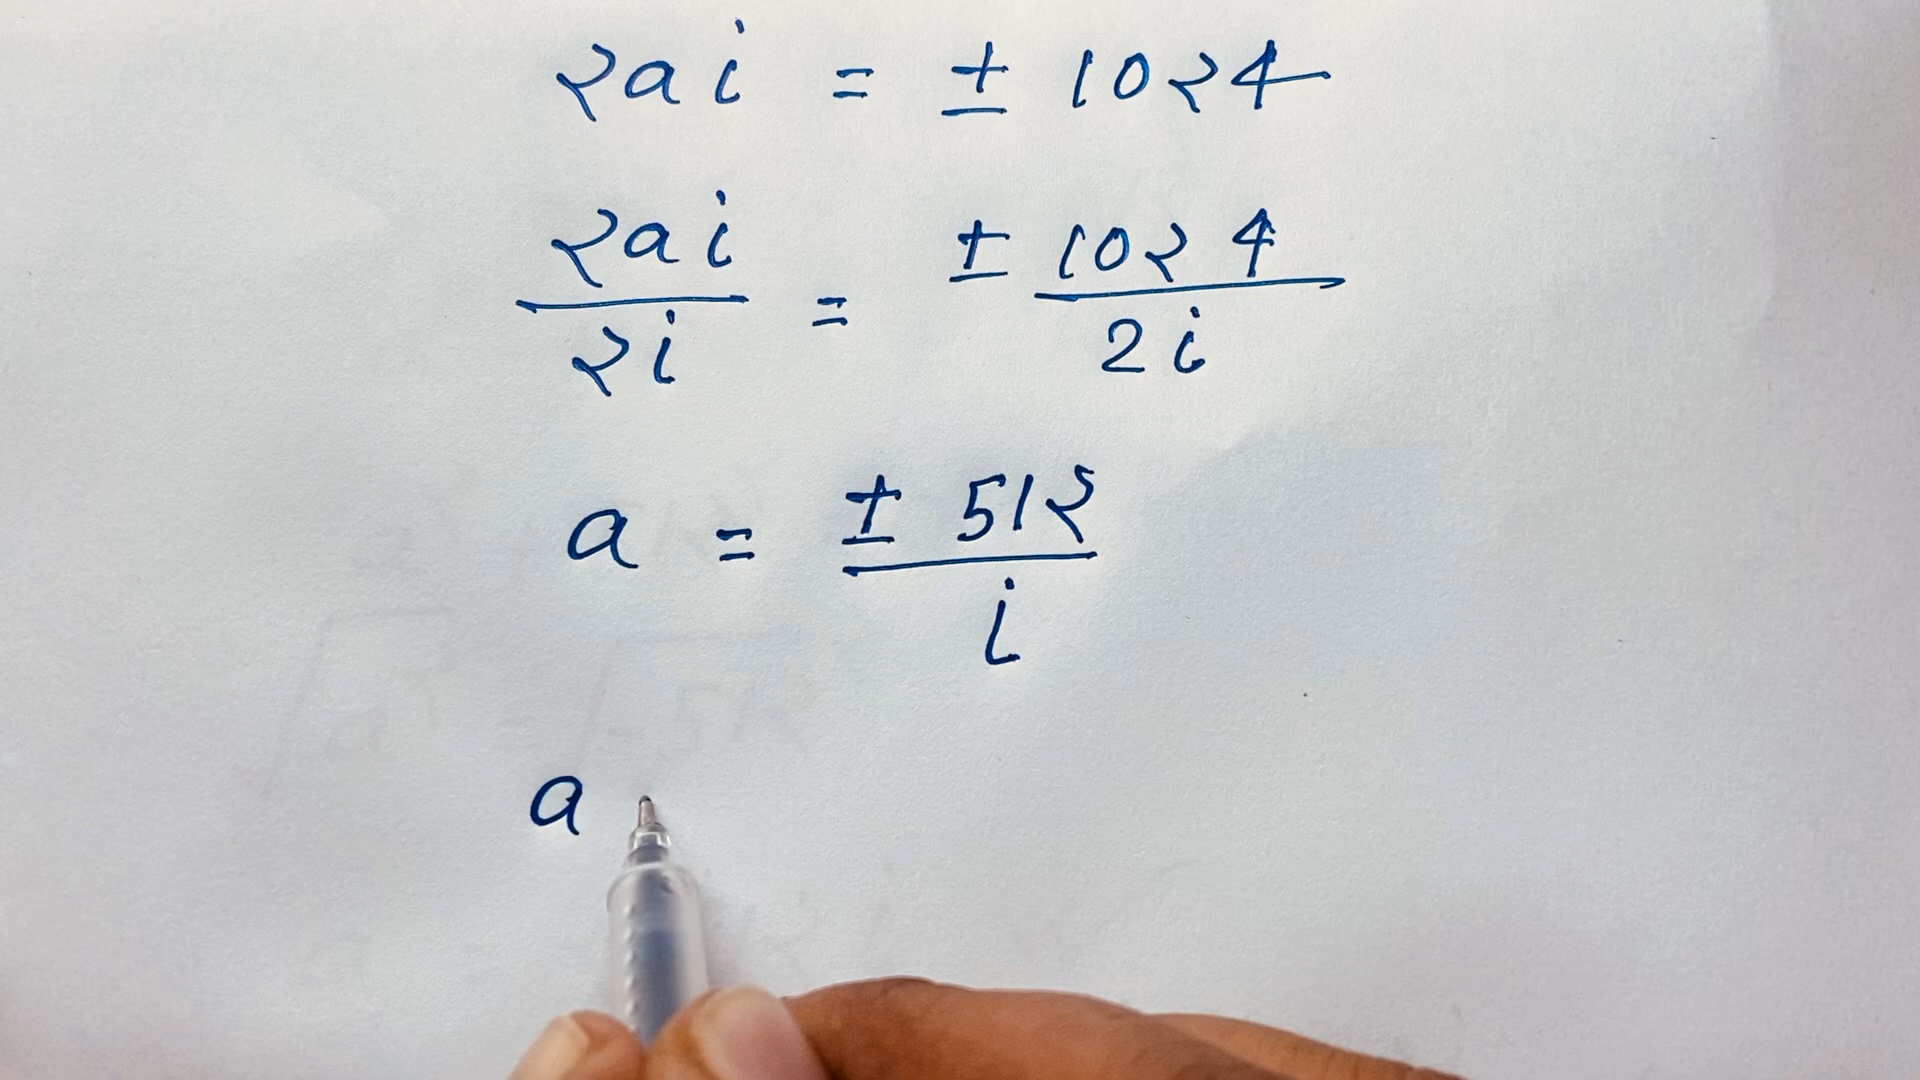 2ai = ± 1024
2ai / 2i = ± 1024 / 2i
a = ± 512 / i
a